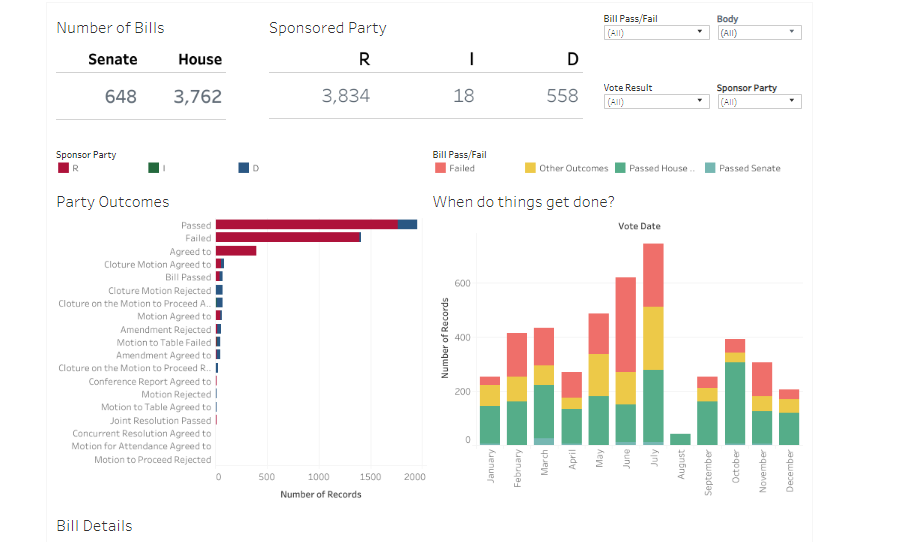 Number of Bills
Senate House
648 3,762
Sponsored Party
R I D
3,834 18 558
Bill Pass/Fail
(All)
Body
(All)
Vote Result
(All)
Sponsor Party
(All)
Sponsor Party
R I D
Bill Pass/Fail
Failed Other Outcomes Passed House .. Passed Senate
Party Outcomes
Passed
Failed
Agreed to
Cloture Motion Agreed to
Bill Passed
Cloture Motion Rejected
Cloture on the Motion to Proceed A..
Motion Agreed to
Amendment Rejected
Motion to Table Failed
Amendment Agreed to
Cloture on the Motion to Proceed R..
Conference Report Agreed to
Motion Rejected
Motion to Table Agreed to
Joint Resolution Passed
Concurrent Resolution Agreed to
Motion for Attendance Agreed to
Motion to Proceed Rejected
0 500 1000 1500 2000
Number of Records
When do things get done?
Vote Date
Number of Records
600
400
200
0
January
February
March
April
May
June
July
August
September
October
November
December
Bill Details